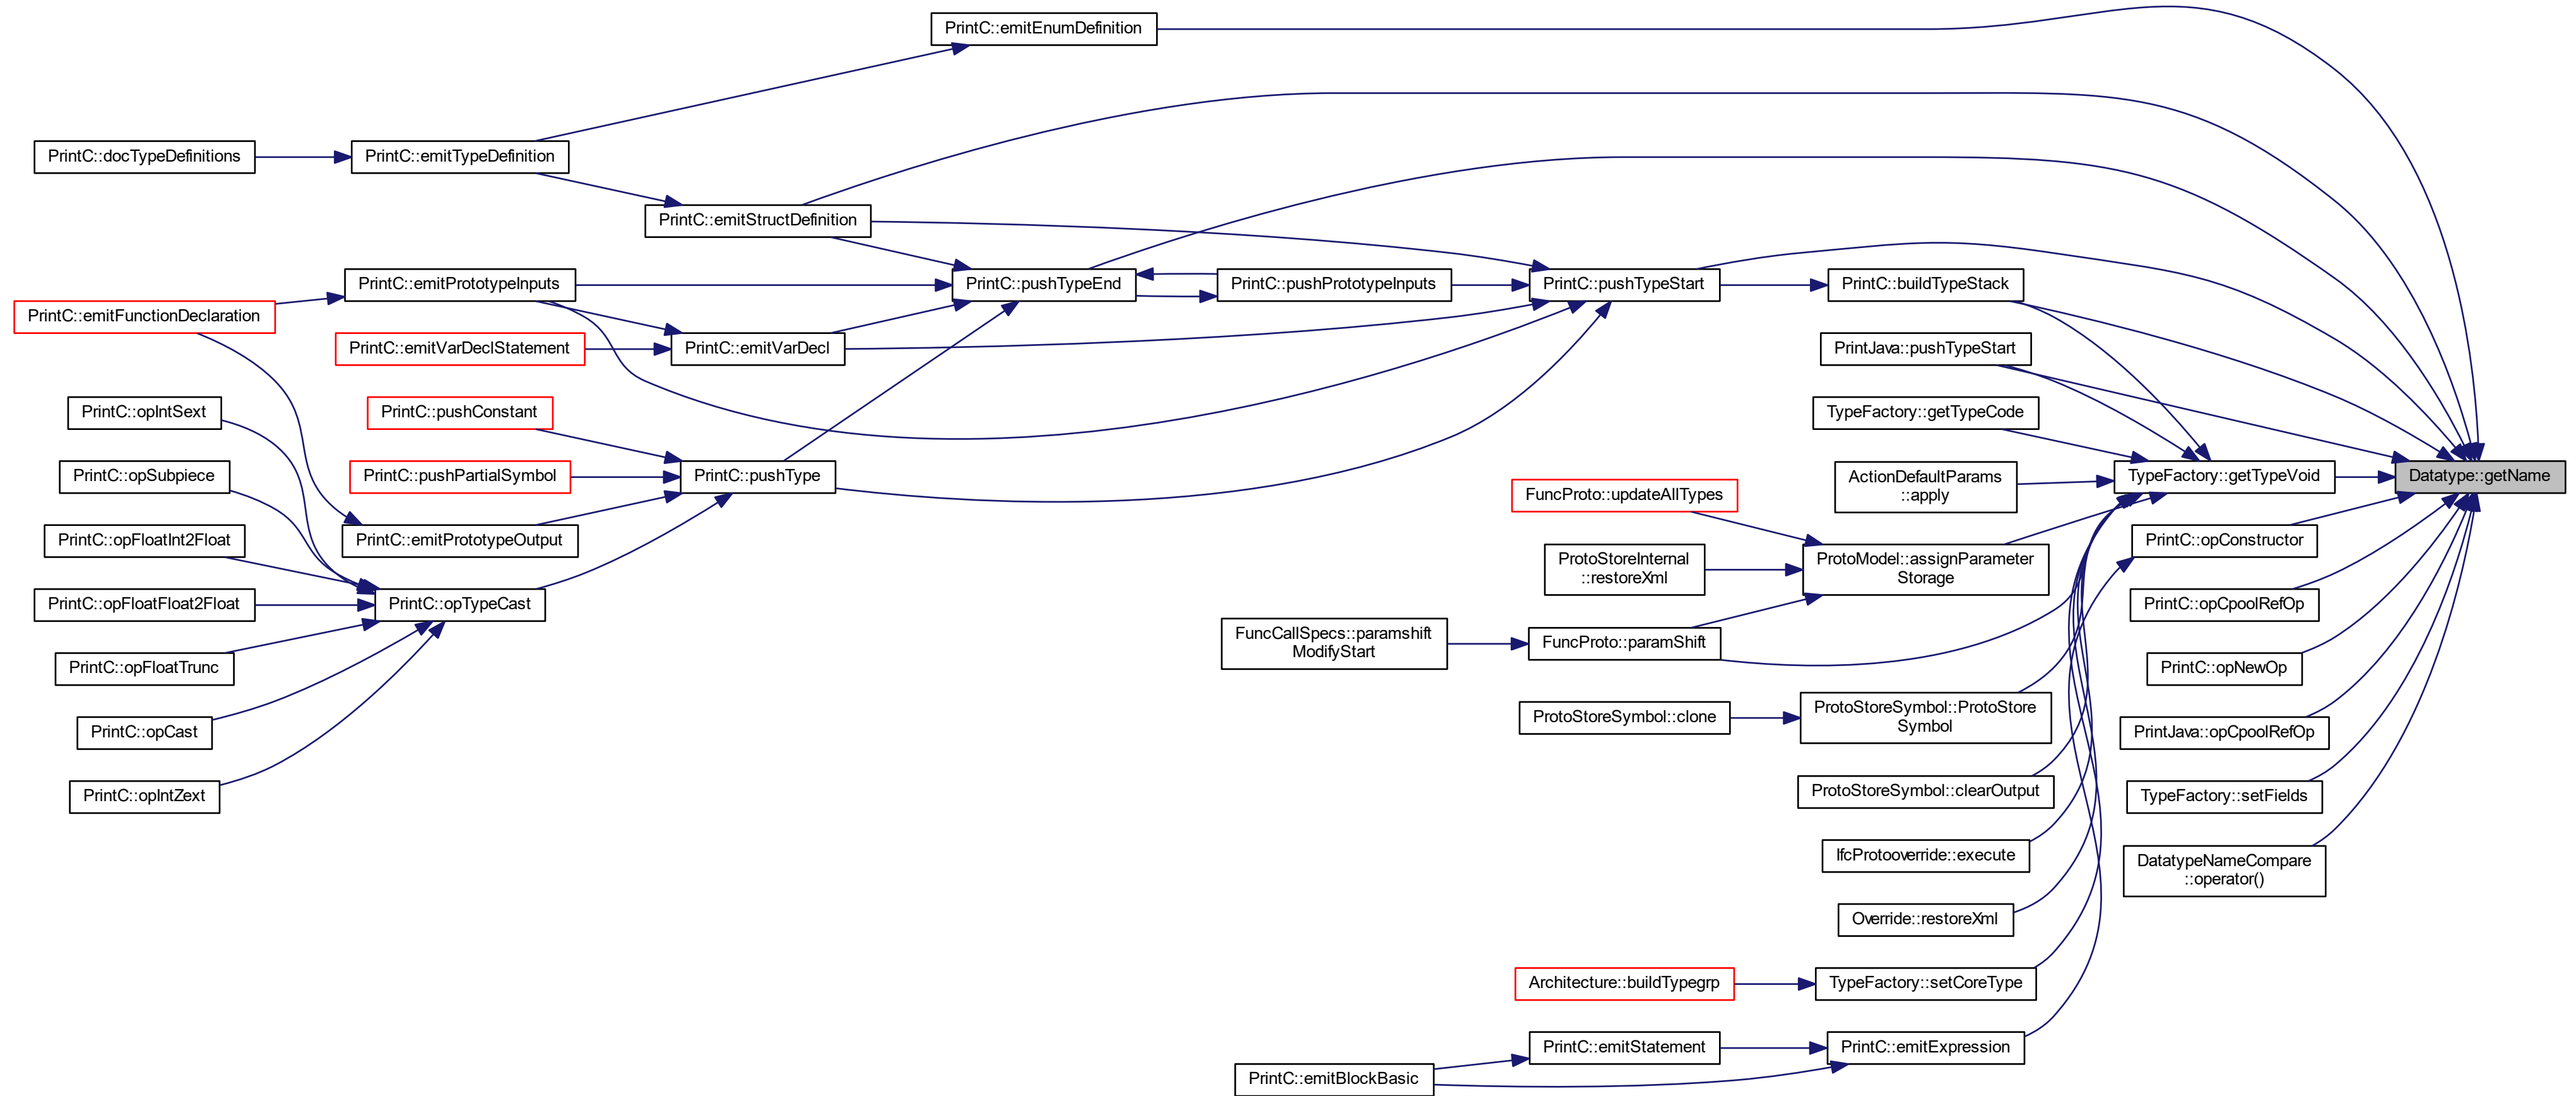 PrintC::emitEnumDefinition
PrintC::docTypeDefinitions
PrintC::emitTypeDefinition
PrintC::emitStructDefinition
PrintC::emitPrototypeInputs
PrintC::pushTypeEnd
PrintC::pushPrototypeInputs
PrintC::pushTypeStart
PrintC::buildTypeStack
PrintC::emitFunctionDeclaration
PrintC::emitVarDeclStatement
PrintC::emitVarDecl
PrintJava::pushTypeStart
PrintC::opIntSext
PrintC::pushConstant
TypeFactory::getTypeCode
PrintC::opSubpiece
PrintC::pushPartialSymbol
PrintC::pushType
ActionDefaultParams
::apply
TypeFactory::getTypeVoid
Datatype::getName
FuncProto::updateAllTypes
PrintC::opFloatInt2Float
PrintC::emitPrototypeOutput
ProtoStoreInternal
::restoreXml
ProtoModel::assignParameter
Storage
PrintC::opConstructor
PrintC::opFloatFloat2Float
PrintC::opTypeCast
PrintC::opCpoolRefOp
FuncCallSpecs::paramshift
ModifyStart
FuncProto::paramShift
PrintC::opFloatTrunc
PrintC::opNewOp
ProtoStoreSymbol::clone
ProtoStoreSymbol::ProtoStore
Symbol
PrintC::opCast
PrintJava::opCpoolRefOp
PrintC::opIntZext
ProtoStoreSymbol::clearOutput
TypeFactory::setFields
IfcProtooverride::execute
DatatypeNameCompare
::operator()
Override::restoreXml
Architecture::buildTypegrp
TypeFactory::setCoreType
PrintC::emitStatement
PrintC::emitExpression
PrintC::emitBlockBasic